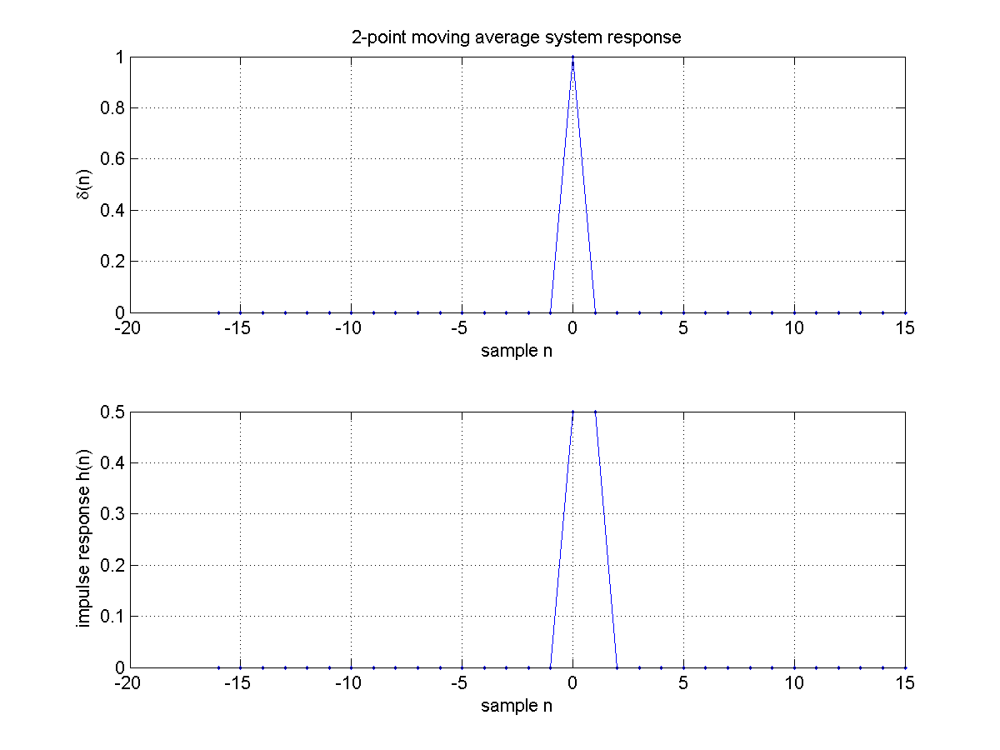 2-point moving average system response
1
0.8
0.6
0.4
0.2
0
δ(n)
-20 -15 -10 -5 0 5 10 15
sample n
0.5
0.4
0.3
0.2
0.1
0
impulse response h(n)
-20 -15 -10 -5 0 5 10 15
sample n